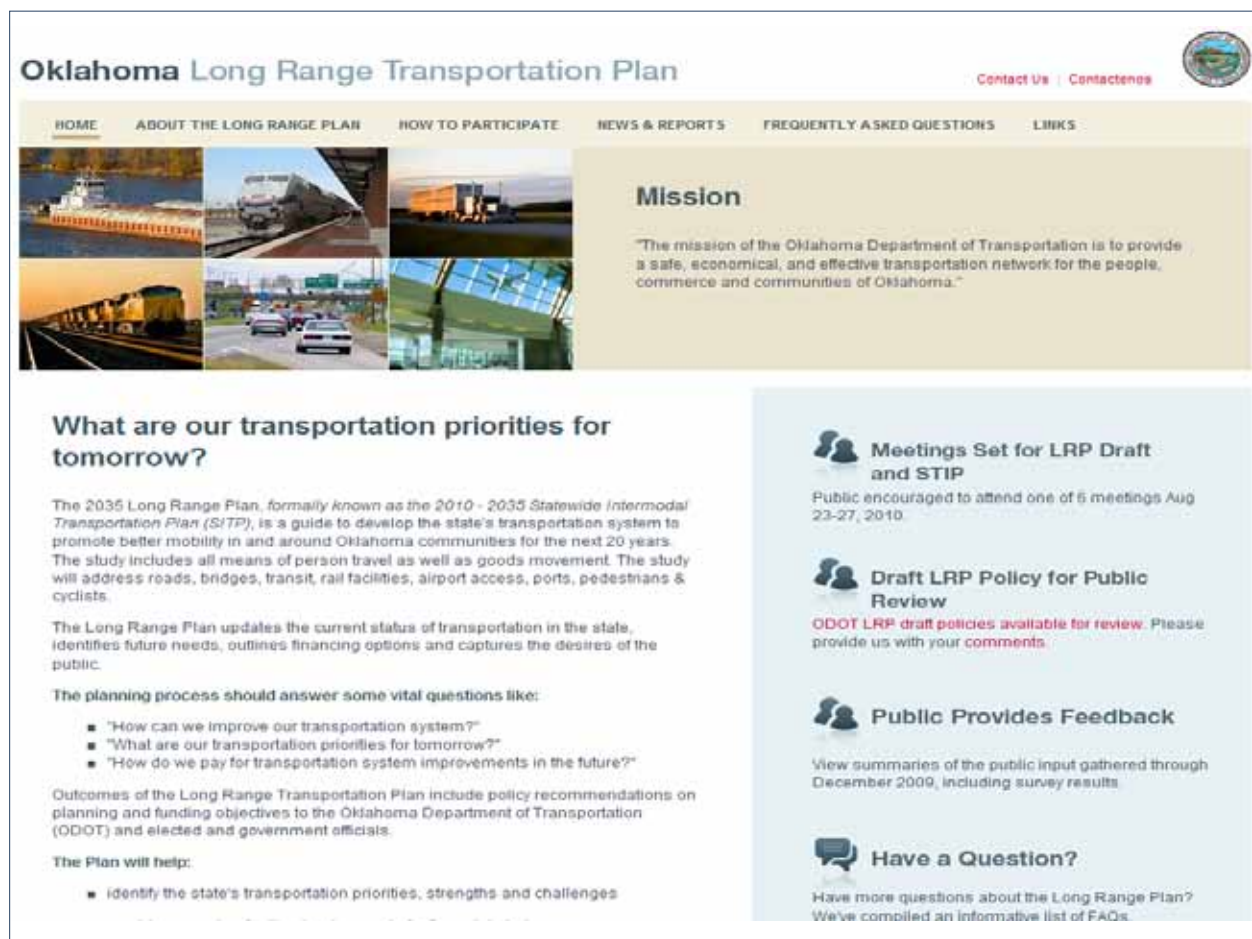 Oklahoma Long Range Transportation Plan
Contact Us | Contactenos
HOME ABOUT THE LONG RANGE PLAN HOW TO PARTICIPATE NEWS & REPORTS FREQUENTLY ASKED QUESTIONS LINKS
Mission
"The mission of the Oklahoma Department of Transportation is to provide
a safe, economical, and effective transportation network for the people,
commerce and communities of Oklahoma."
What are our transportation priorities for
tomorrow?
The 2035 Long Range Plan, formally known as the 2010 - 2035 Statewide Intermodal
Transportation Plan (SITP), is a guide to develop the state's transportation system to
promote better mobility in and around Oklahoma communities for the next 20 years.
The study includes all means of person travel as well as goods movement. The study
will address roads, bridges, transit, rail facilities, airport access, ports, pedestrians &
cyclists.
The Long Range Plan updates the current status of transportation in the state,
identifies future needs, outlines financing options and captures the desires of the
public.
The planning process should answer some vital questions like:
"How can we improve our transportation system?"
"What are our transportation priorities for tomorrow?"
"How do we pay for transportation system improvements in the future?"
Outcomes of the Long Range Transportation Plan include policy recommendations on
planning and funding objectives to the Oklahoma Department of Transportation
(ODOT) and elected and government officials.
The Plan will help:
identify the state's transportation priorities, strengths and challenges
Meetings Set for LRP Draft
and STIP
Public encouraged to attend one of 6 meetings Aug
23-27, 2010.
Draft LRP Policy for Public
Review
ODOT LRP draft policies available for review. Please
provide us with your comments.
Public Provides Feedback
View summaries of the public input gathered through
December 2009, including survey results.
Have a Question?
Have more questions about the Long Range Plan?
We've compiled an informative list of FAQs.